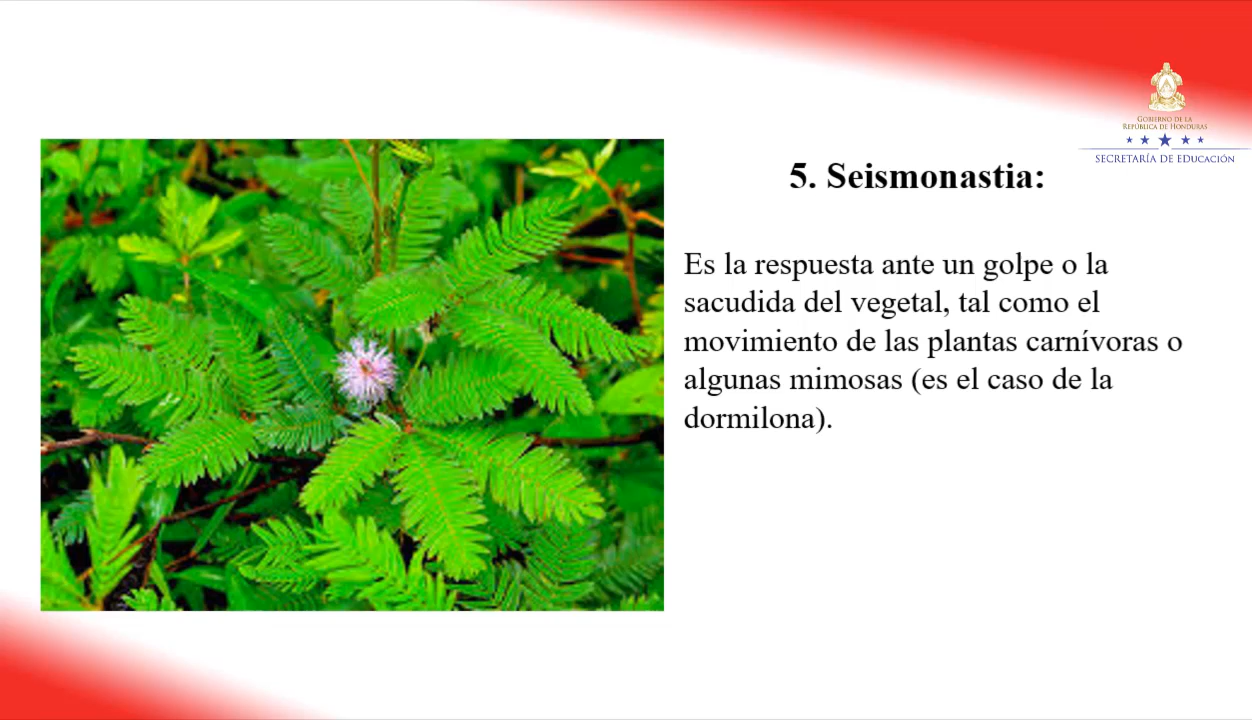 GOBIERNO DE LA
REPÚBLICA DE HONDURAS
SECRETARÍA DE EDUCACIÓN
5. Seismonastia:
Es la respuesta ante un golpe o la
sacudida del vegetal, tal como el
movimiento de las plantas carnívoras o
algunas mimosas (es el caso de la
dormilona).